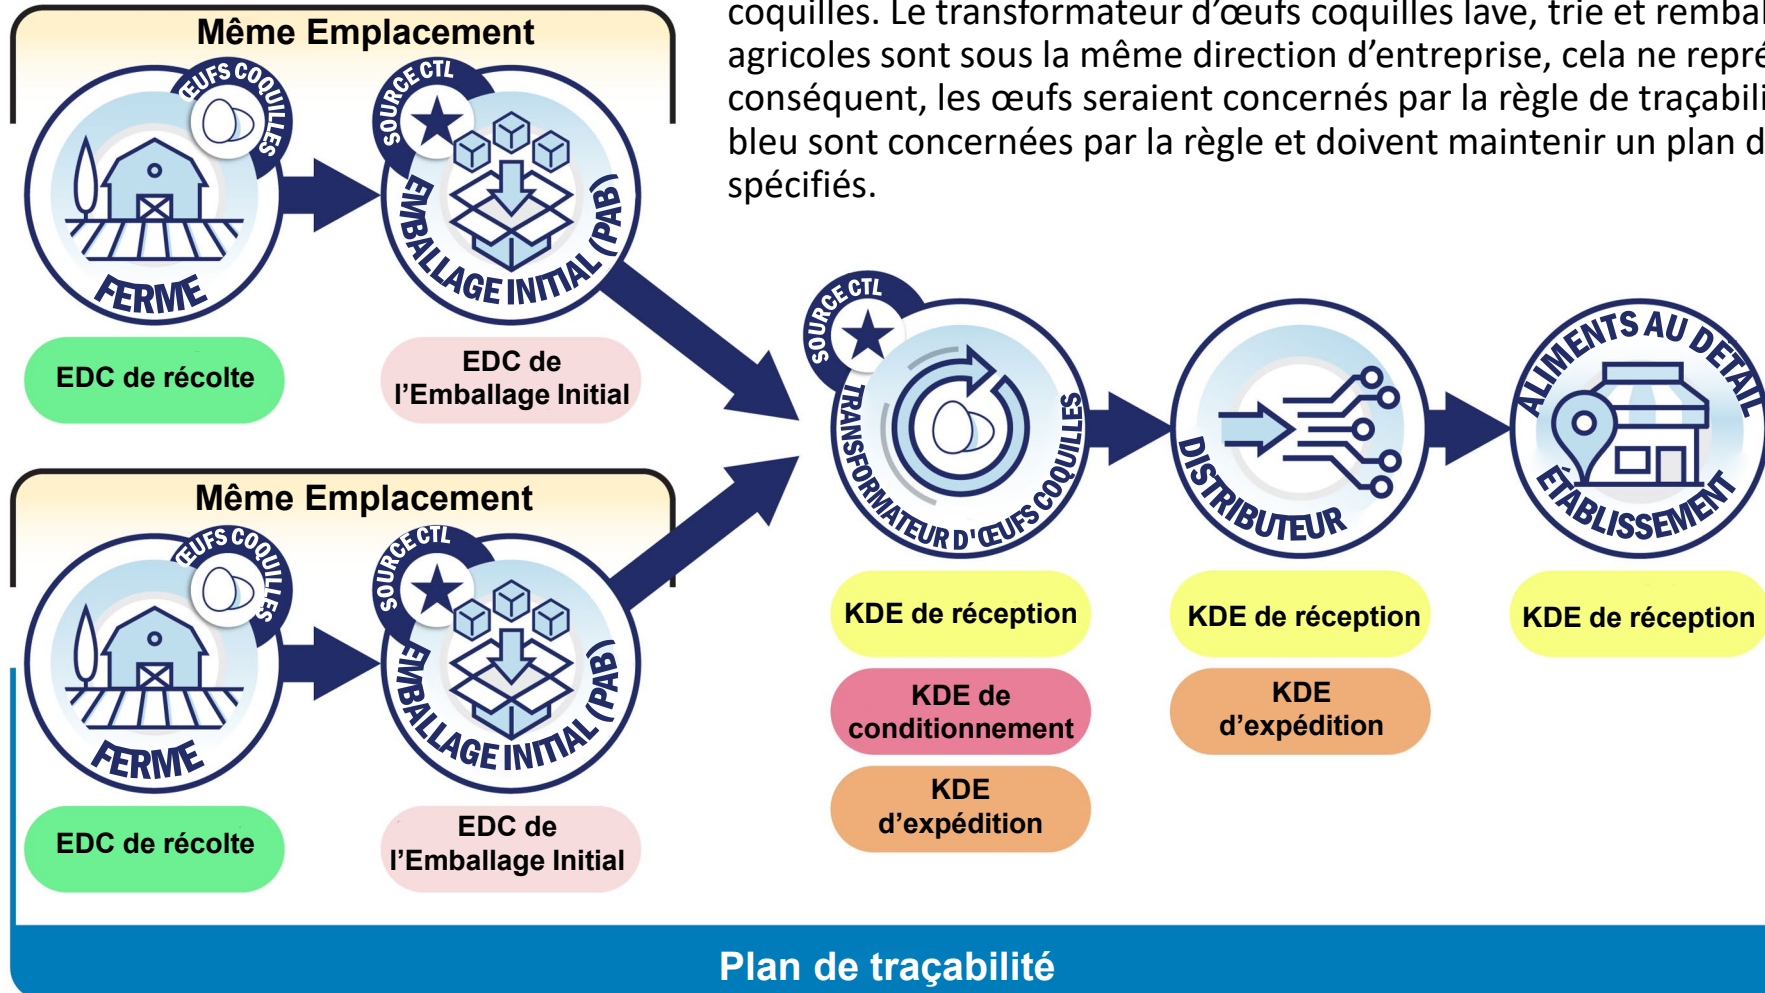 coquilles. Le transformateur d’œufs coquilles lave, trie et rembal
agricoles sont sous la même direction d’entreprise, cela ne repré
conséquent, les œufs seraient concernés par la règle de traçabili
bleu sont concernées par la règle et doivent maintenir un plan d
spécifiés.
Même Emplacement
ŒUFS COQUILLES
FERME
SOURCE CTL
EMBALLAGE INITIAL (PAB)
EDC de récolte
EDC de
l’Emballage Initial
Même Emplacement
ŒUFS COQUILLES
FERME
SOURCE CTL
EMBALLAGE INITIAL (PAB)
EDC de récolte
EDC de
l’Emballage Initial
SOURCE CTL
TRANSFORMATEUR D'ŒUFS COQUILLES
KDE de réception
KDE de
conditionnement
KDE
d’expédition
DISTRIBUTEUR
KDE de réception
KDE
d’expédition
ALIMENTS AU DÉTAIL
ÉTABLISSEMENT
KDE de réception
Plan de traçabilité